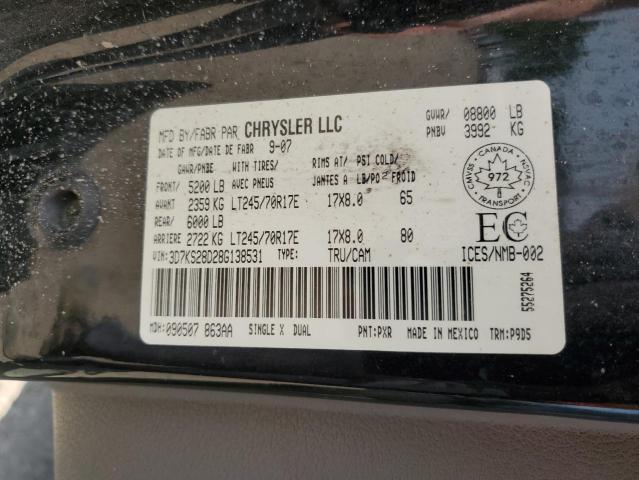 MFD BY/FABR PAR CHRYSLER LLC
GVWR/ 08800 LB
PNBV 3992 KG
DATE OF MFG/DATE DE FABR 9-07
GAWR/PNBE WITH TIRES/ RIMS AT/ PSI COLD/
FRONT/ 5200 LB AVEC PNEUS JANTES A LB/PO² FROID
AVANT 2359 KG LT245/70R17E 17X8.0 65
REAR/ 6000 LB
ARRIERE 2722 KG LT245/70R17E 17X8.0 80
VIN: 3D7KS28D28G138531 TYPE: TRU/CAM
CANADA
CMVSS NSVAC
972
TRANSPORT
EC
ICES/NMB-002
55275264
MDH: 090507 863AA SINGLE X DUAL PNT: PXR MADE IN MEXICO TRM: P9D5